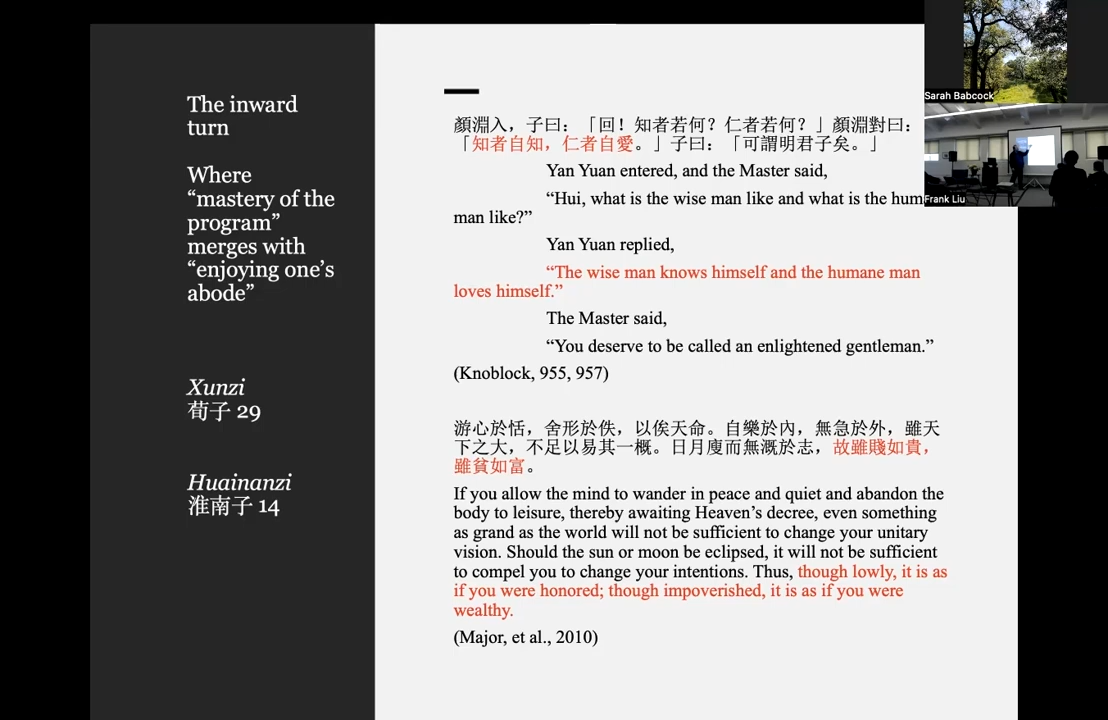 The inward
turn
Where
“mastery of the
program”
merges with
“enjoying one’s
abode”
Xunzi
荀子 29
Huainanzi
淮南子 14
顏淵入，子曰：「回！知者若何？仁者若何？」顏淵對曰：
「知者自知，仁者自愛。」子曰：「可謂明君子矣。」
Yan Yuan entered, and the Master said,
“Hui, what is the wise man like and what is the
man like?”
Yan Yuan replied,
“The wise man knows himself and the humane man
loves himself.”
The Master said,
“You deserve to be called an enlightened gentleman.”
(Knoblock, 955, 957)
游心於恬，舍形於佚，以俟天命。自樂於內，無急於外，雖天
下之大，不足以易其一概。日月廋而無溉於志，故雖賤如貴，
雖貧如富。
If you allow the mind to wander in peace and quiet and abandon the
body to leisure, thereby awaiting Heaven’s decree, even something
as grand as the world will not be sufficient to change your unitary
vision. Should the sun or moon be eclipsed, it will not be sufficient
to compel you to change your intentions. Thus, though lowly, it is as
if you were honored; though impoverished, it is as if you were
wealthy.
(Major, et al., 2010)
Sarah Babcock
Frank Liu